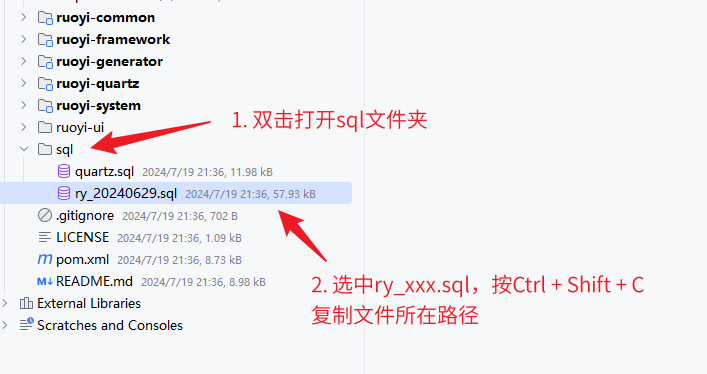 ruoyi-common
ruoyi-framework
ruoyi-generator
ruoyi-quartz
ruoyi-system
ruoyi-ui
1. 双击打开sql文件夹
sql
quartz.sql 2024/7/19 21:36, 11.98 kB
ry_20240629.sql 2024/7/19 21:36, 57.93 kB
.gitignore 2024/7/19 21:36, 702 B
LICENSE 2024/7/19 21:36, 1.09 kB
pom.xml 2024/7/19 21:36, 8.73 kB
README.md 2024/7/19 21:36, 8.98 kB
2. 选中ry_xxx.sql，按Ctrl + Shift + C
复制文件所在路径
External Libraries
Scratches and Consoles